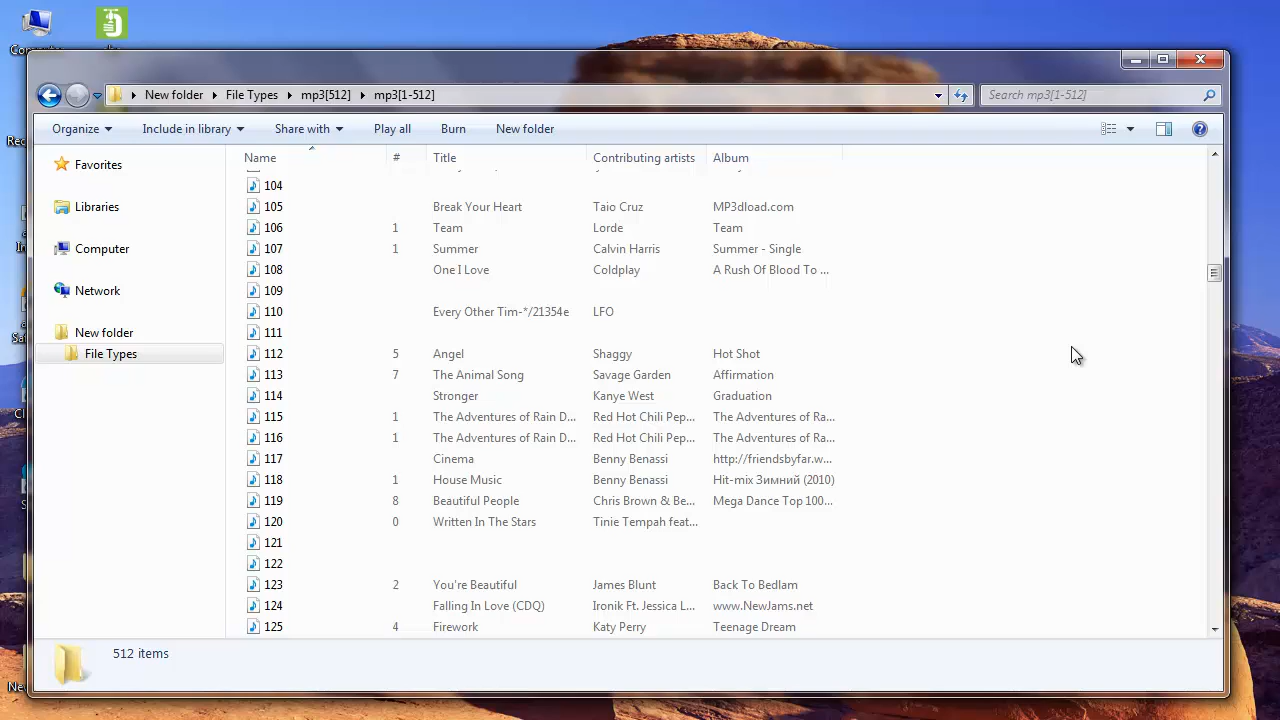 New folder File Types mp3[512] mp3[1-512] Search mp3[1-512]
Organize Include in library Share with Play all Burn New folder
Favorites
Libraries
Computer
Network
New folder
File Types
Name # Title Contributing artists Album
104
105 Break Your Heart Taio Cruz MP3dload.com
106 1 Team Lorde Team
107 1 Summer Calvin Harris Summer - Single
108 One I Love Coldplay A Rush Of Blood To ...
109
110 Every Other Tim-*/21354e LFO
111
112 5 Angel Shaggy Hot Shot
113 7 The Animal Song Savage Garden Affirmation
114 Stronger Kanye West Graduation
115 1 The Adventures of Rain D... Red Hot Chili Pep... The Adventures of Ra...
116 1 The Adventures of Rain D... Red Hot Chili Pep... The Adventures of Ra...
117 Cinema Benny Benassi http://friendsbyfar.w...
118 1 House Music Benny Benassi Hit-mix Зимний (2010)
119 8 Beautiful People Chris Brown & Be... Mega Dance Top 100...
120 0 Written In The Stars Tinie Tempah feat...
121
122
123 2 You're Beautiful James Blunt Back To Bedlam
124 Falling In Love (CDQ) Ironik Ft. Jessica L... www.NewJams.net
125 4 Firework Katy Perry Teenage Dream
512 items